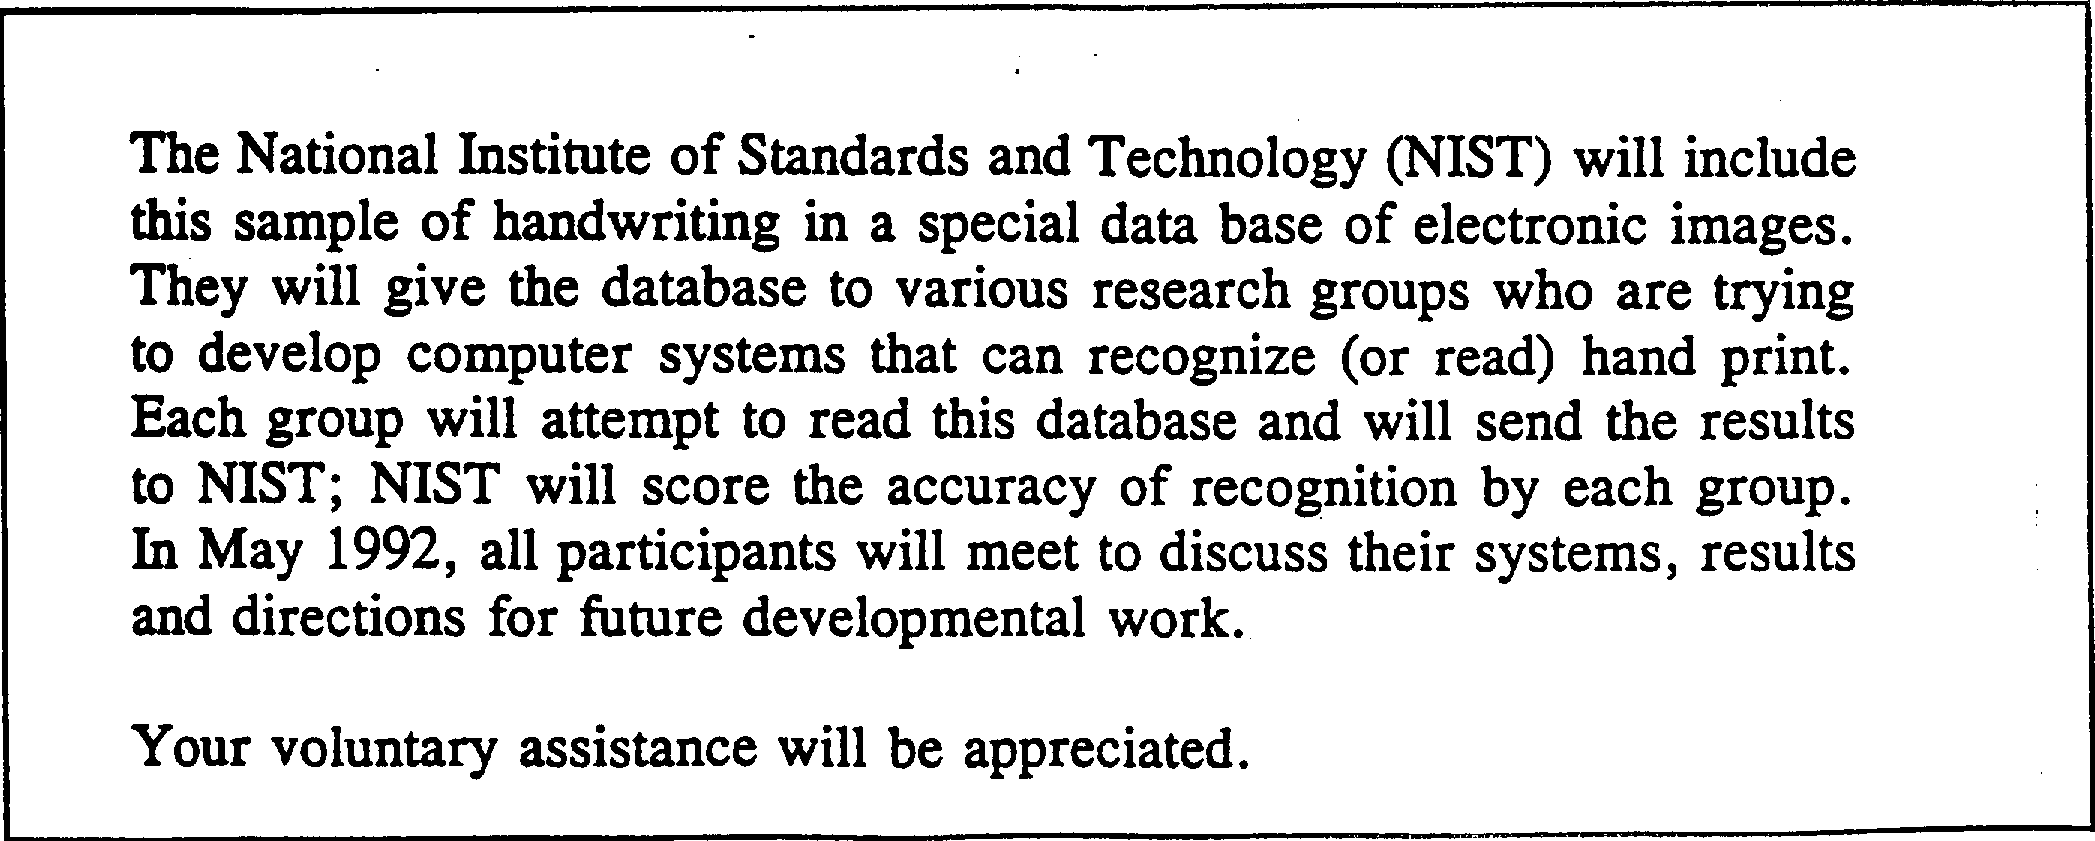 The National Institute of Standards and Technology (NIST) will include
this sample of handwriting in a special data base of electronic images.
They will give the database to various research groups who are trying
to develop computer systems that can recognize (or read) hand print.
Each group will attempt to read this database and will send the results
to NIST; NIST will score the accuracy of recognition by each group.
In May 1992, all participants will meet to discuss their systems, results
and directions for future developmental work.
Your voluntary assistance will be appreciated.